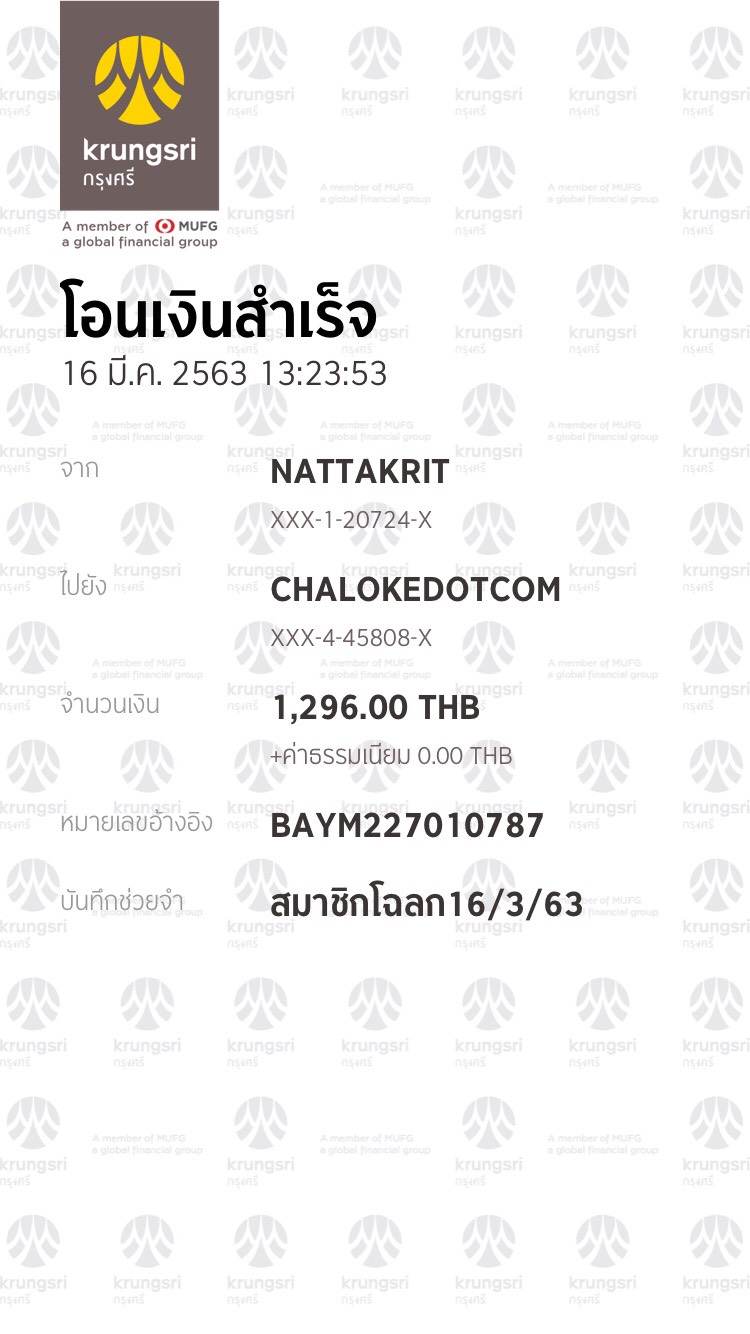 krungsri
กรุงศรี
A member of MUFG
a global financial group
โอนเงินสำเร็จ
16 มี.ค. 2563 13:23:53
จาก NATTAKRIT
XXX-1-20724-X
ไปยัง CHALOKEDOTCOM
XXX-4-45808-X
จำนวนเงิน 1,296.00 THB
+ค่าธรรมเนียม 0.00 THB
หมายเลขอ้างอิง BAYM227010787
บันทึกช่วยจำ สมาชิกโฉลก16/3/63